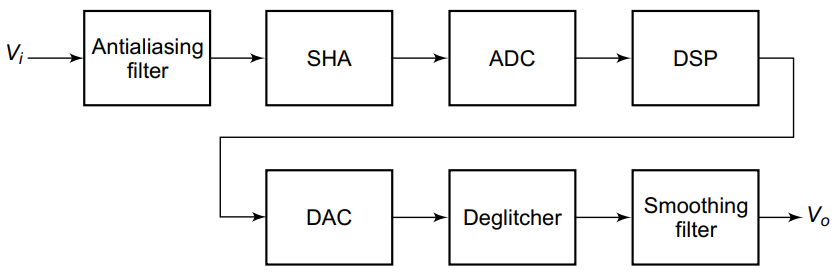 Vi
Antialiasing
filter
SHA
ADC
DSP
DAC
Deglitcher
Smoothing
filter
Vo